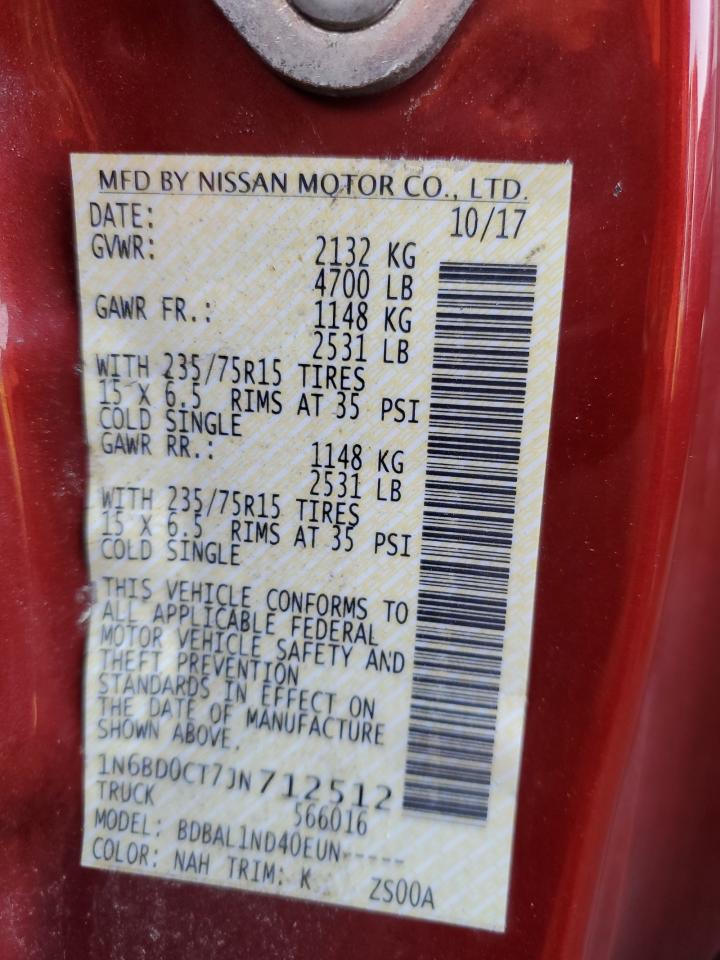 MFD BY NISSAN MOTOR CO., LTD.
DATE: 10/17
GVWR: 2132 KG
4700 LB
GAWR FR.: 1148 KG
2531 LB
WITH 235/75R15 TIRES
15 X 6.5 RIMS AT 35 PSI
COLD SINGLE
GAWR RR.: 1148 KG
2531 LB
WITH 235/75R15 TIRES
15 X 6.5 RIMS AT 35 PSI
COLD SINGLE
THIS VEHICLE CONFORMS TO
ALL APPLICABLE FEDERAL
MOTOR VEHICLE SAFETY AND
THEFT PREVENTION
STANDARDS IN EFFECT ON
THE DATE OF MANUFACTURE
SHOWN ABOVE.
1N6BD0CT7JN712512
TRUCK 566016
MODEL: BDBAL1ND40EUN-----
COLOR: NAH TRIM: K ZS00A